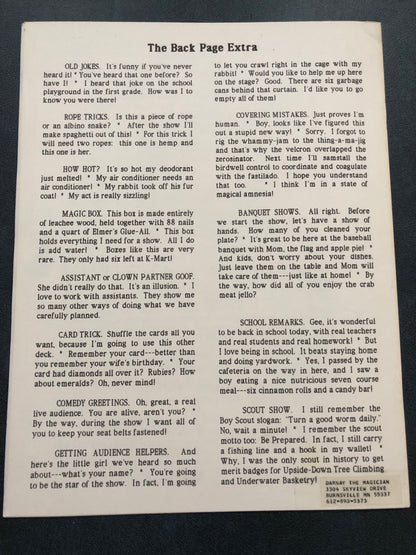 The Back Page Extra
OLD JOKES. It's funny if you've never
heard it! * You've heard that one before? So
have I! * I heard that joke on the school
playground in the first grade. How was I to
know you were there!
ROPE TRICKS. Is this a piece of rope
or an albino snake? * After the show I'll
make spaghetti out of this! * For this trick I
will need two ropes: this one is hemp and
this one is her.
HOW HOT? It's so hot my deodorant
just melted! * My air conditioner needs an
air conditioner! * My rabbit took off his fur
coat! * My act is really sizzling!
MAGIC BOX. This box is made entirely
of leachee wood, held together with 88 nails
and a quart of Elmer's Glue-All. * This box
holds everything I need for a show. All I do
is add water! * Boxes like this are very
rare. They only had six left at K-Mart!
ASSISTANT or CLOWN PARTNER GOOF.
She didn't really do that. It's an illusion. * I
love to work with assistants. They show me
so many other ways of doing what we have
carefully planned.
CARD TRICK. Shuffle the cards all you
want, because I'm going to use this other
deck. * Remember your card---better than
you remember your wife's birthday. * Your
card had diamonds all over it? Rubies? How
about emeralds? Oh, never mind!
COMEDY GREETINGS. Oh, great, a real
live audience. You are alive, aren't you? *
By the way, during the show I want all of
you to keep your seat belts fastened!
GETTING AUDIENCE HELPERS. And
here's the little girl we've heard so much
about---what's your name? * You're going
to be the star of the show. In fact, I'm going
to let you crawl right in the cage with my
rabbit! * Would you like to help me up here
on the stage? Good. There are six garbage
cans behind that curtain. I'd like you to go
empty all of them!
COVERING MISTAKES. Just proves I'm
human. * Boy, looks like I've figured this
out a stupid new way! * Sorry. I forgot to
rig the whammy-jam to the thing-a-ma-jig
and that's why the velcron overlapped the
zerosinator. Next time I'll samstall the
birdwell control to coordinate and coagulate
with the fastilado. I hope you understand
that too. * I think I'm in a state of
magical amnesia!
BANQUET SHOWS. All right. Before
we start the show, let's have a show of
hands. How many of you cleaned your
plate? * It's great to be here at the baseball
banquet with Mom, the flag and apple pie! *
And kids, don't worry about your dishes.
Just leave them on the table and Mom will
take care of them---just like at home! * By
the way, how did all of you enjoy the crab
meat jello?
SCHOOL REMARKS. Gee, it's wonderful
to be back in school today, with real teachers
and real students and real homework! * But
I love being in school. It beats staying home
and doing yardwork. * Yes, I passed by the
cafeteria on the way in here, and I saw a
boy eating a nice nutricious seven course
meal---six cinnamon rolls and a candy bar!
SCOUT SHOW. I still remember the
Boy Scout slogan: "Turn a good worm daily."
No, wait a minute! * I remember the scout
motto too: Be Prepared. In fact, I still carry
a fishing line and a hook in my wallet! *
Why, I was the only scout in history to get
merit badges for Upside-Down Tree Climbing
and Underwater Basketry!
DARNAY THE MAGICIAN
3304 SKYVIEW DRIVE
BURNSVILLE MN 55337
612-890-5373